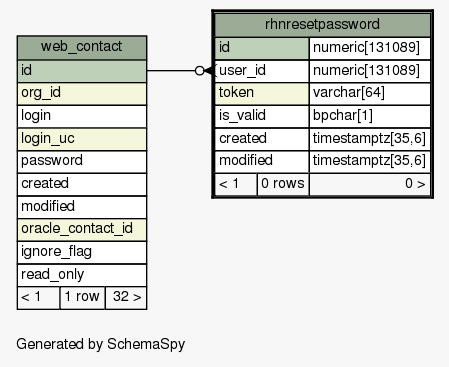 web_contact
id
org_id
login
login_uc
password
created
modified
oracle_contact_id
ignore_flag
read_only
< 1 1 row 32 >
rhnresetpassword
id numeric[131089]
user_id numeric[131089]
token varchar[64]
is_valid bpchar[1]
created timestamptz[35,6]
modified timestamptz[35,6]
< 1 0 rows 0 >
Generated by SchemaSpy